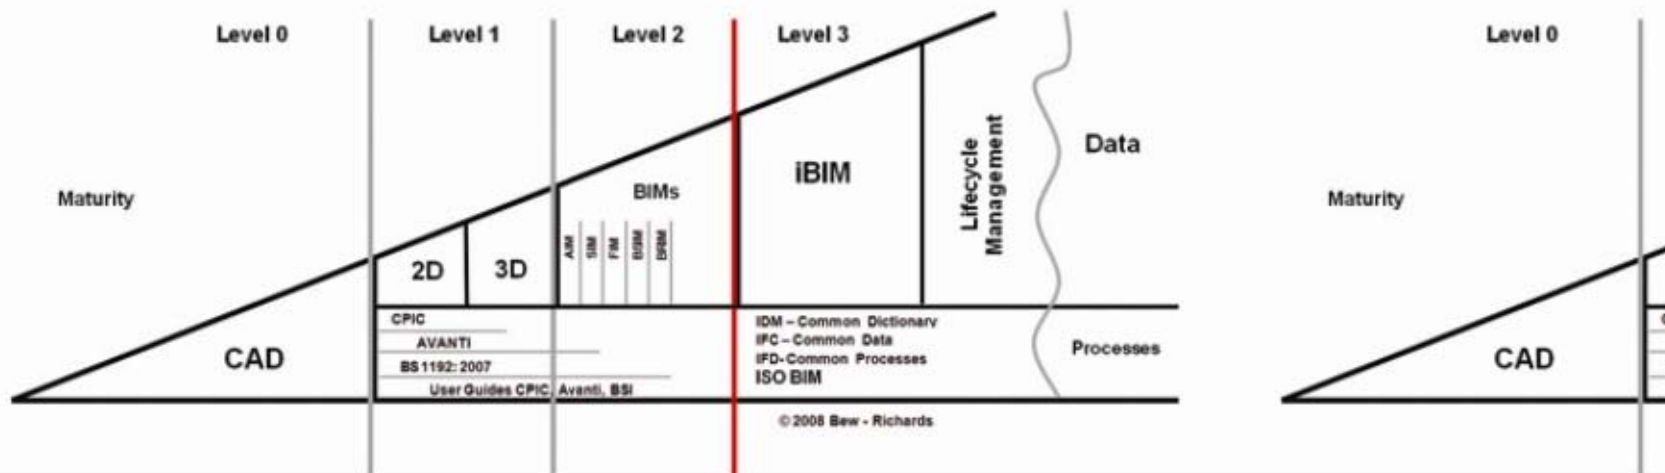 Level 0
Level 1
Level 2
Level 3
Maturity
CAD
2D
3D
BIMs
AIM
SIM
FIM
BSIM
BRIM
iBIM
Lifecycle
Management
Data
CPIC
AVANTI
BS 1192: 2007
User Guides CPIC, Avanti, BSI
IDM – Common Dictionary
IFC – Common Data
IFD- Common Processes
ISO BIM
Processes
© 2008 Bew - Richards
Level 0
Maturity
CAD